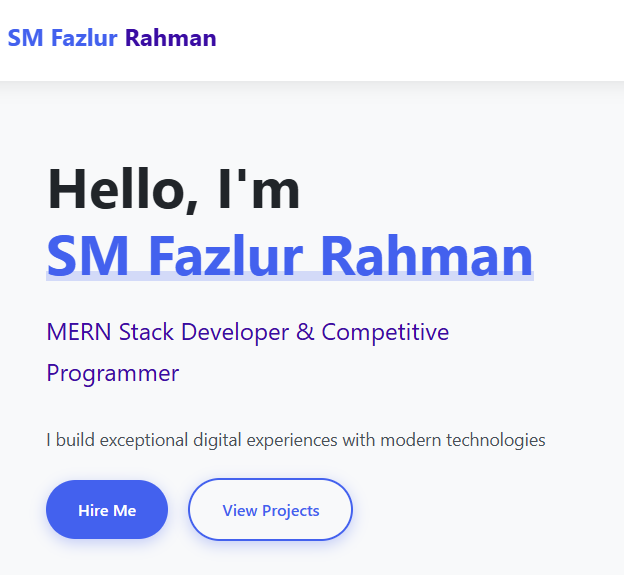 SM Fazlur Rahman
Hello, I'm
SM Fazlur Rahman
MERN Stack Developer & Competitive
Programmer
I build exceptional digital experiences with modern technologies
Hire Me
View Projects